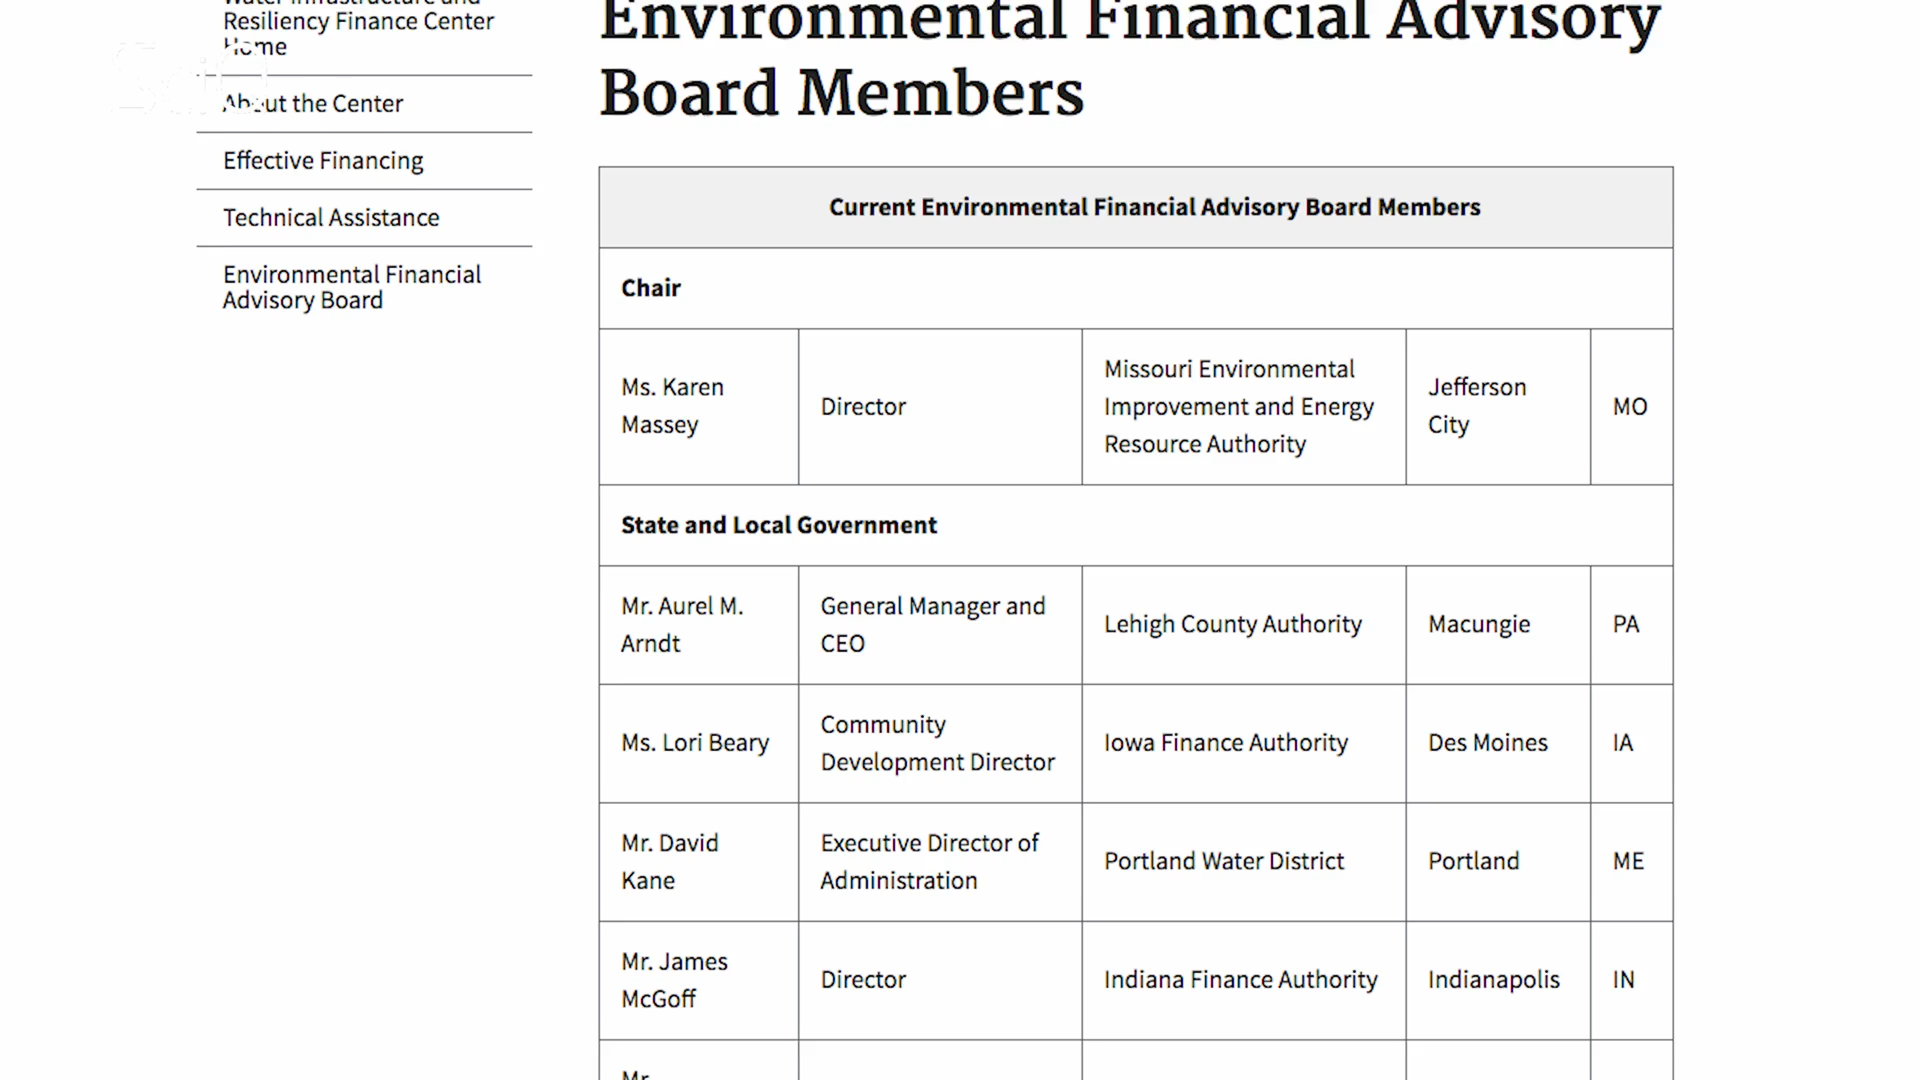 Resiliency Finance Center
Home
About the Center
Effective Financing
Technical Assistance
Environmental Financial
Advisory Board
Environmental Financial Advisory
Board Members
Current Environmental Financial Advisory Board Members
Chair
Ms. Karen
Massey
Director
Missouri Environmental
Improvement and Energy
Resource Authority
Jefferson
City
MO
State and Local Government
Mr. Aurel M.
Arndt
General Manager and
CEO
Lehigh County Authority
Macungie
PA
Ms. Lori Beary
Community
Development Director
Iowa Finance Authority
Des Moines
IA
Mr. David
Kane
Executive Director of
Administration
Portland Water District
Portland
ME
Mr. James
McGoff
Director
Indiana Finance Authority
Indianapolis
IN
Mr.